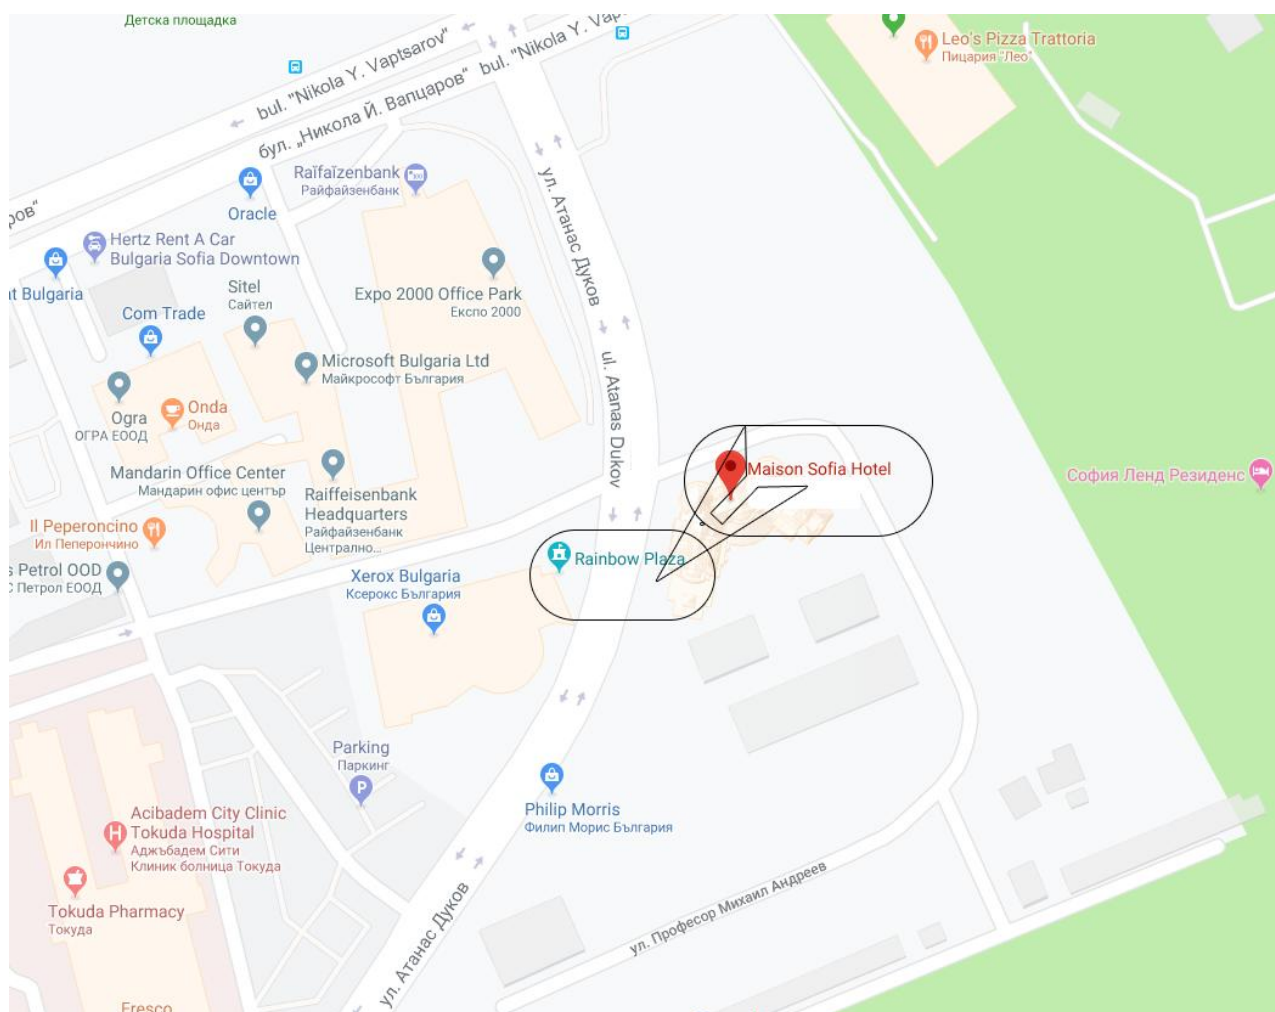 Детска площадка
bul. "Nikola Y. Vaptsarov"
бул. „Никола Й. Вапцаров“
bul. "Nikola Y.
Leo's Pizza Trattoria
Пицария "Лео"
Raïfaïzenbank
Райфайзенбank
Oracle
ул. Атанас Дуков
Hertz Rent A Car
Bulgaria Sofia Downtown
Bulgaria
Sitel
Сайтел
Expo 2000 Office Park
Експо 2000
Com Trade
Microsoft Bulgaria Ltd
Майкрософт България
ul. Atanas Dukov
Onda
Онда
Ogra
ОГРА ЕООД
Mandarin Office Center
Мандарин офис център
Maison Sofia Hotel
София Ленд Резиденс
Raiffeisenbank
Headquarters
Райфайзенбанк
Централно...
Il Peperoncino
Ил Пеперончино
Rainbow Plaza
s Petrol OOD
С Петрол ЕООД
Xerox Bulgaria
Ксерокс България
Parking
Паркинг
P
Philip Morris
Филип Морис България
Acibadem City Clinic
Tokuda Hospital
Аджъбадем Сити
Клиник болница Токуда
H
Tokuda Pharmacy
Токуда
ул. Професор Михаил Андреев
ул. Атанас Дуков
Fresco